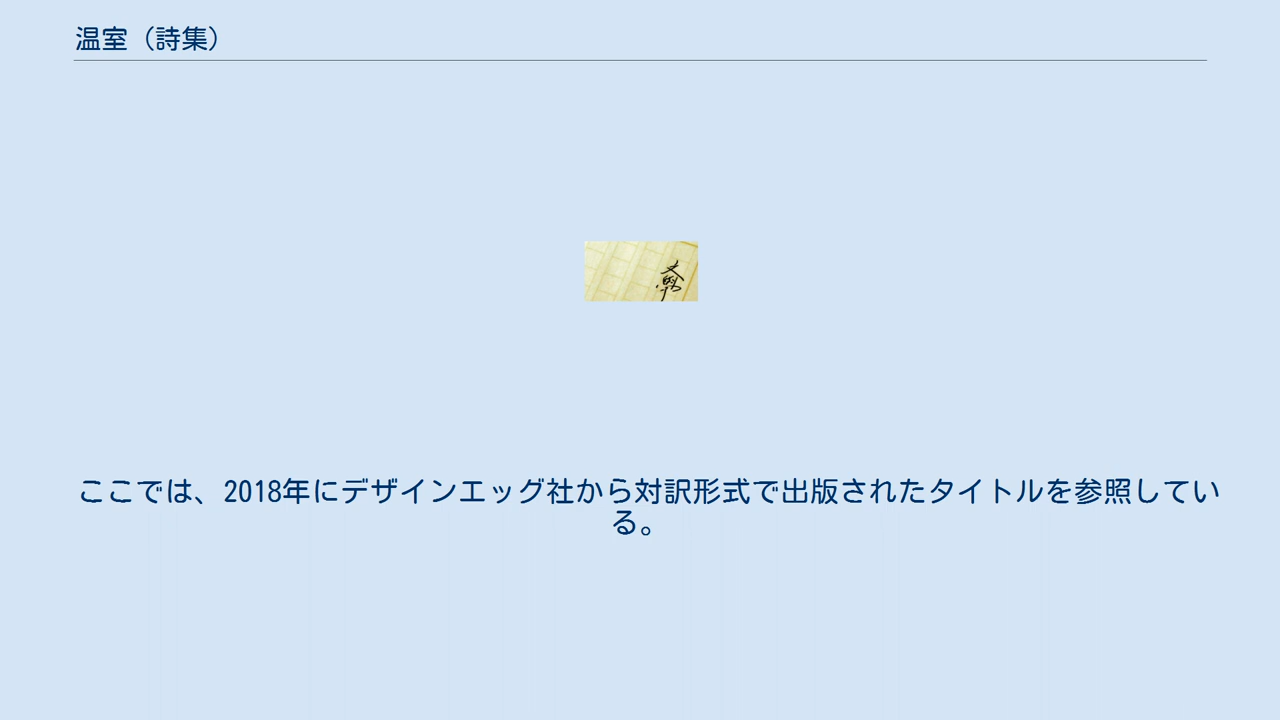 温室（詩集）
ここでは、2018年にデザインエッグ社から対訳形式で出版されたタイトルを参照してい
る。